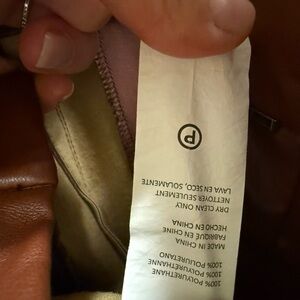 100% POLYURETHANE
100% POLYURETHANE
100% POLYURETANO
MADE IN CHINA
FABRIQUE EN CHINE
HECHO EN CHINA
DRY CLEAN ONLY
NETTOYER SEULEMENT
LAVA EN SECO, SOLAMENTE
P